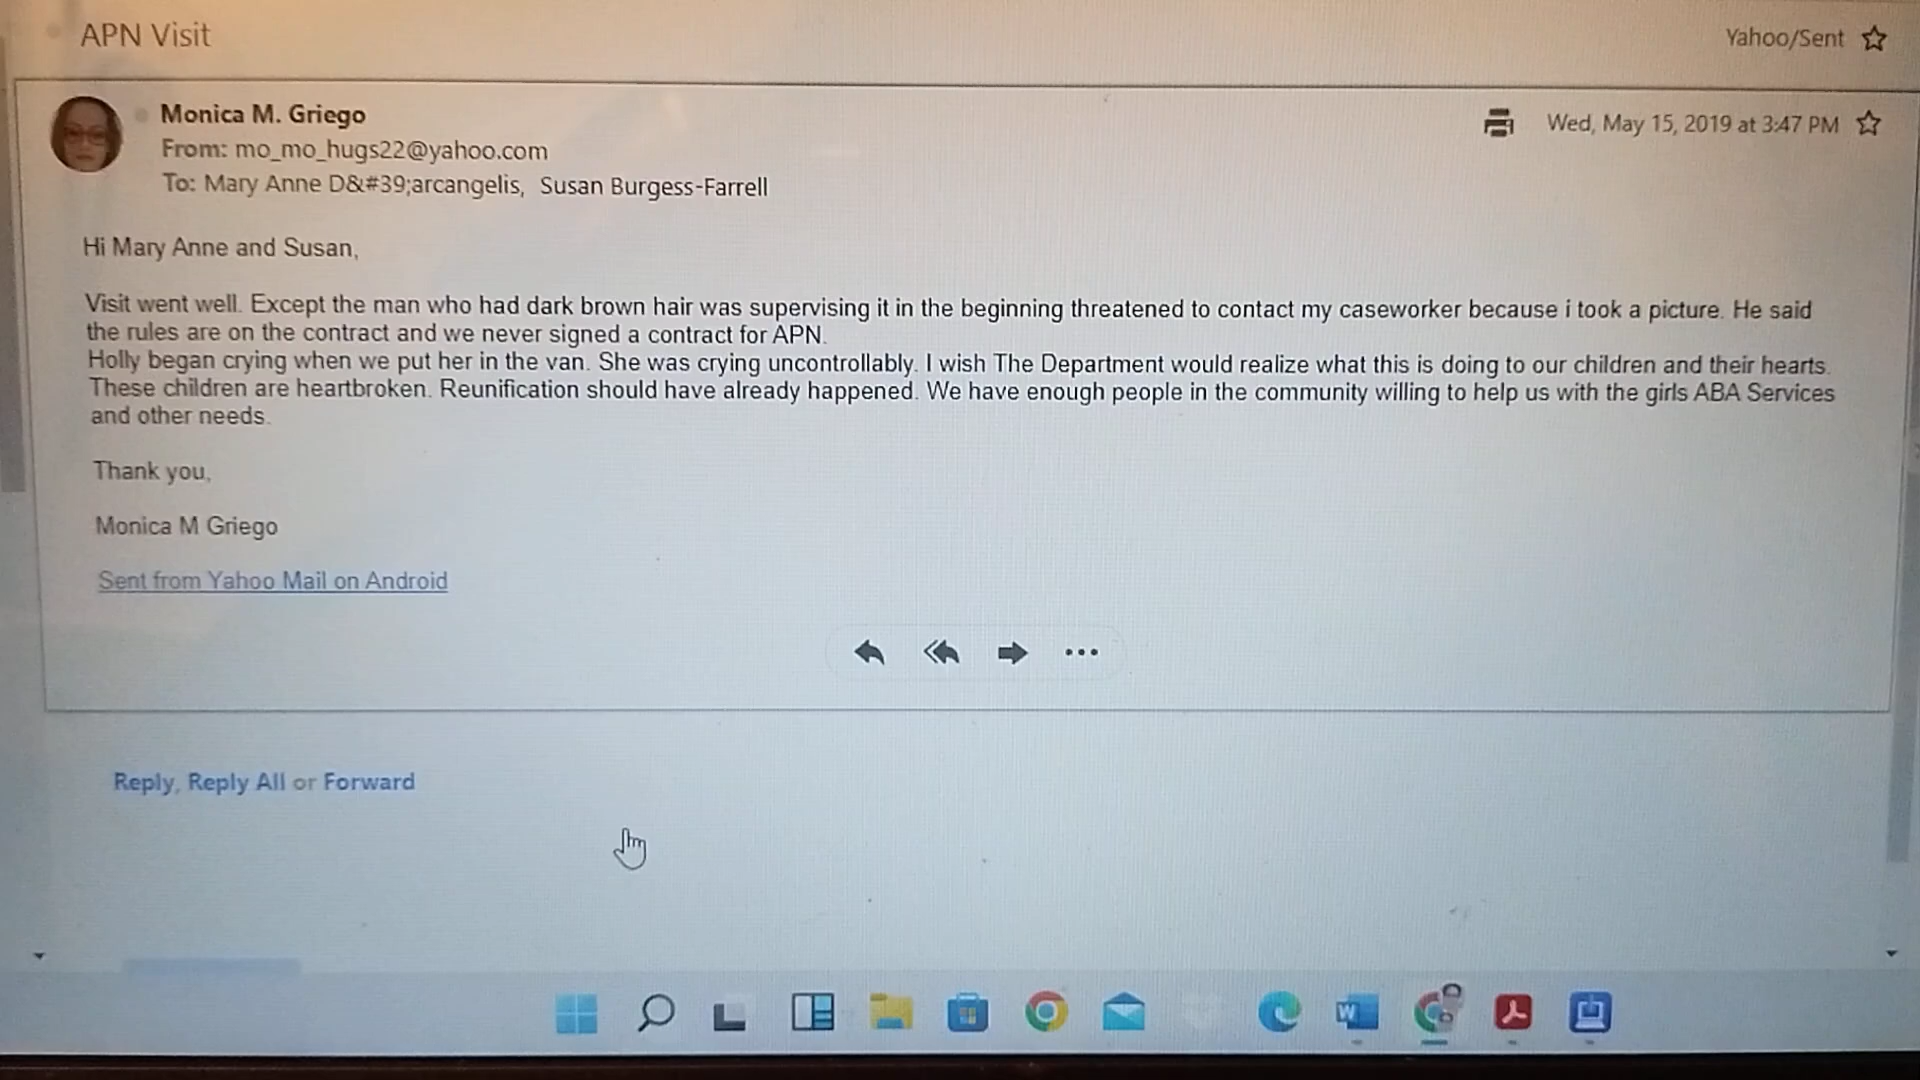 APN Visit
Yahoo/Sent
Monica M. Griego
Wed, May 15, 2019 at 3:47 PM
From: mo_mo_hugs22@yahoo.com
To: Mary Anne D&#39;arcangelis, Susan Burgess-Farrell
Hi Mary Anne and Susan,
Visit went well. Except the man who had dark brown hair was supervising it in the beginning threatened to contact my caseworker because i took a picture. He said
the rules are on the contract and we never signed a contract for APN.
Holly began crying when we put her in the van. She was crying uncontrollably. I wish The Department would realize what this is doing to our children and their hearts.
These children are heartbroken. Reunification should have already happened. We have enough people in the community willing to help us with the girls ABA Services
and other needs.
Thank you,
Monica M Griego
Sent from Yahoo Mail on Android
Reply, Reply All or Forward